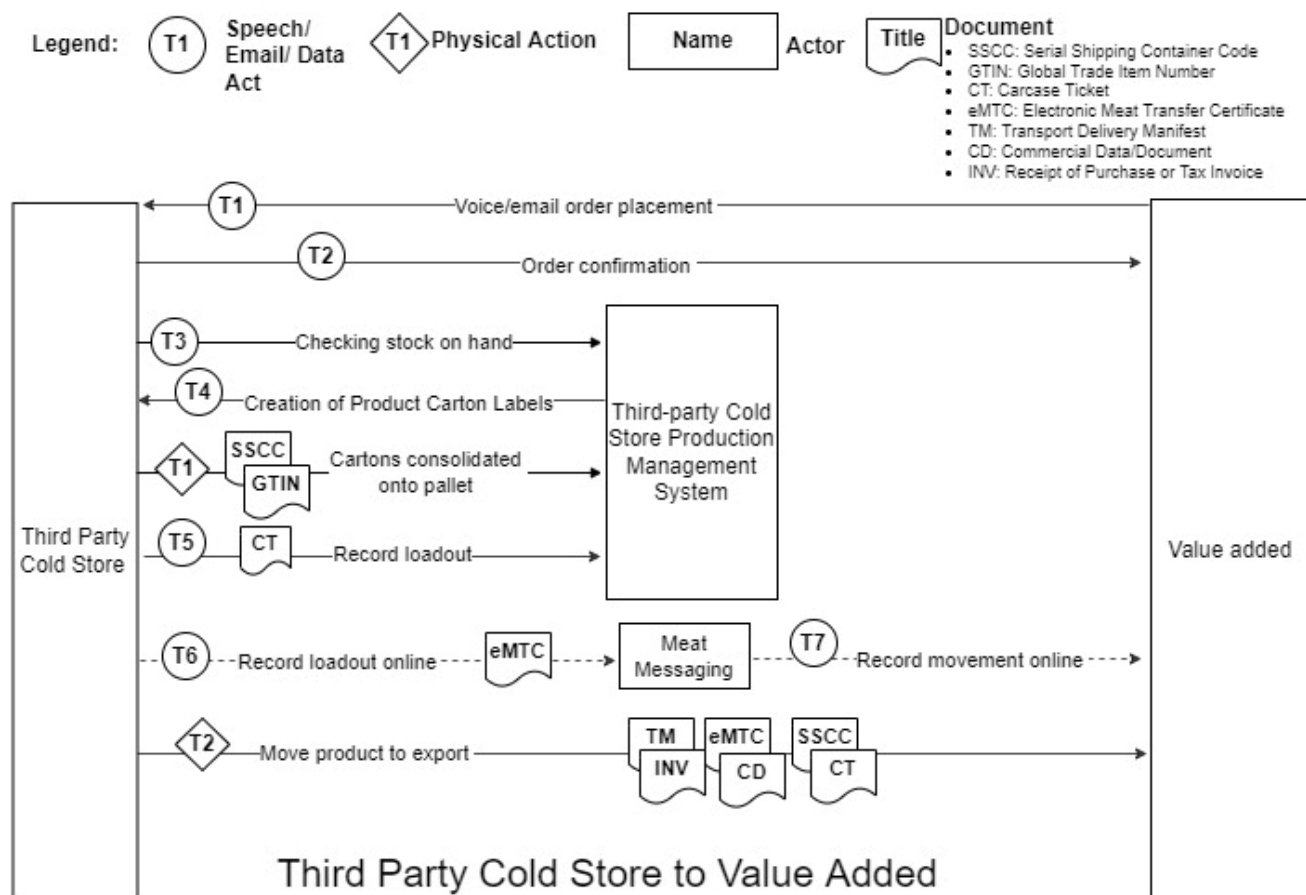 Legend:
T1
Speech/
Email/ Data
Act
T1
Physical Action
Name
Actor
Title
Document
• SSCC: Serial Shipping Container Code
• GTIN: Global Trade Item Number
• CT: Carcase Ticket
• eMTC: Electronic Meat Transfer Certificate
• TM: Transport Delivery Manifest
• CD: Commercial Data/Document
• INV: Receipt of Purchase or Tax Invoice
T1
Voice/email order placement
T2
Order confirmation
T3
Checking stock on hand
T4
Creation of Product Carton Labels
T1
SSCC
GTIN
Cartons consolidated
onto pallet
T5
CT
Record loadout
Third-party Cold
Store Production
Management
System
Third Party
Cold Store
Value added
T6
Record loadout online
eMTC
Meat
Messaging
T7
Record movement online
T2
Move product to export
TM
INV
eMTC
CD
SSCC
CT
Third Party Cold Store to Value Added